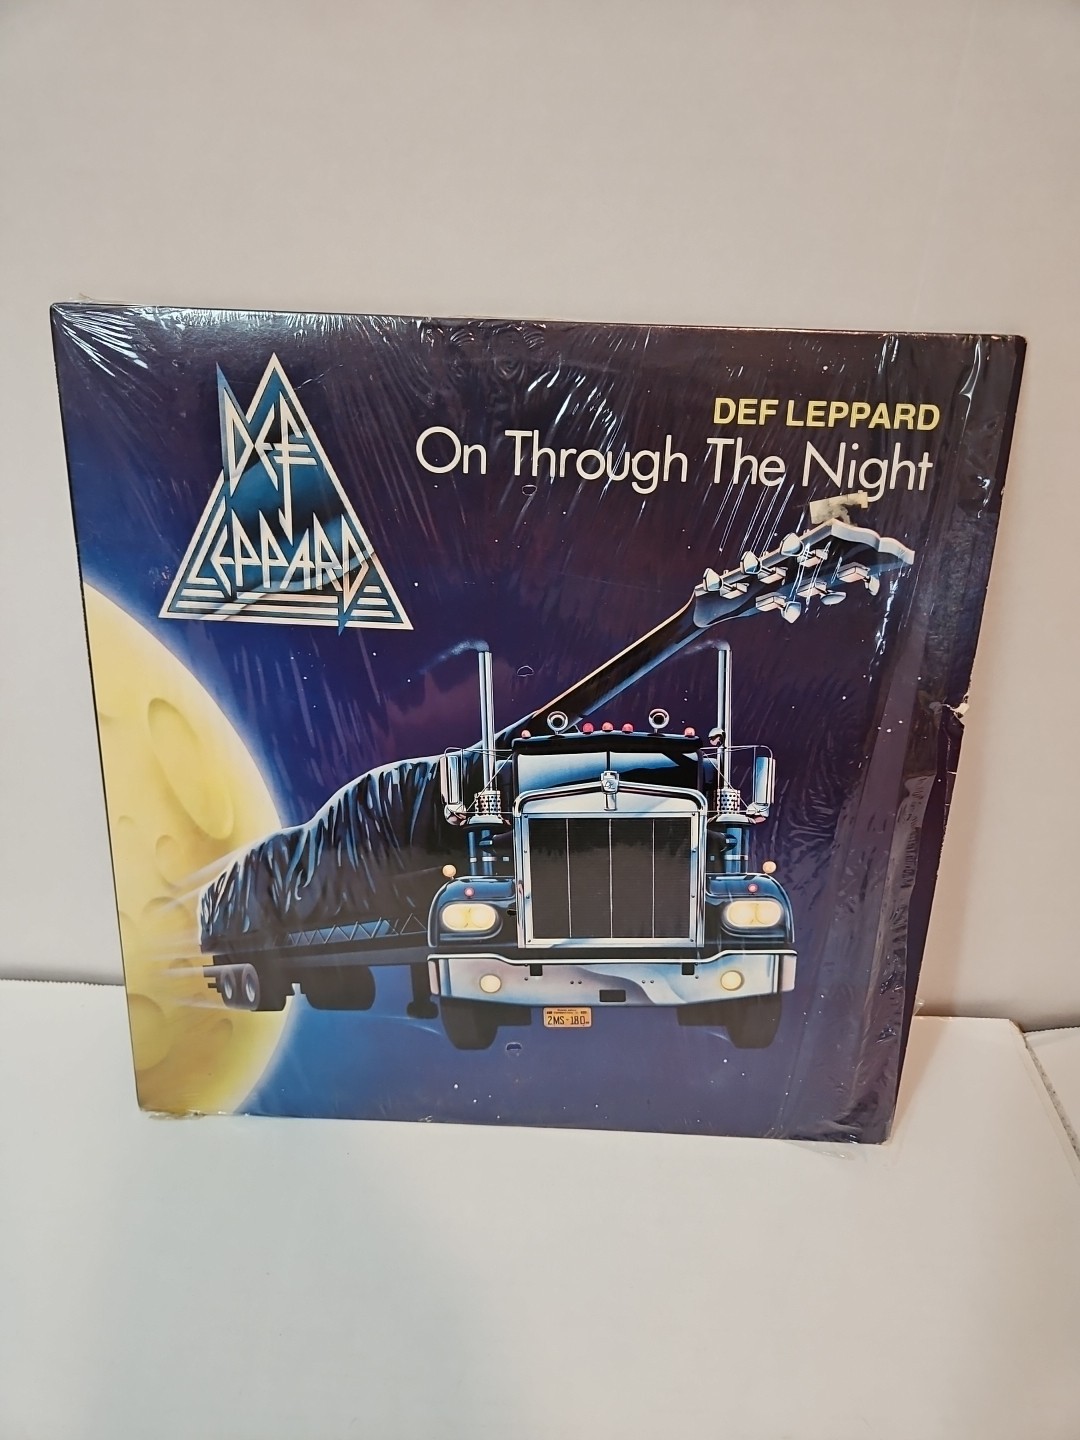 DEF
LEPPARD
DEF LEPPARD
On Through The Night
2MS-180